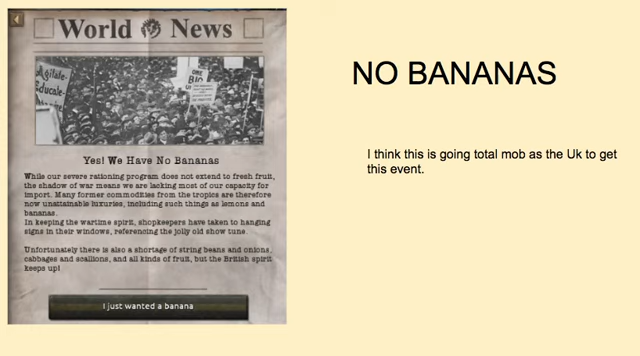 World News
Agitate-
Educate-
ONE
BIG
Yes! We Have No Bananas
While our severe rationing program does not extend to fresh fruit,
the shadow of war means we are lacking most of our capacity for
import. Many former commodities from the tropics are therefore
now unattainable luxuries, including such things as lemons and
bananas.
In keeping the wartime spirit, shopkeepers have taken to hanging
signs in their windows, referencing the jolly old show tune.
Unfortunately there is also a shortage of string beans and onions,
cabbages and scallions, and all kinds of fruit, but the British spirit
keeps up!
I just wanted a banana
NO BANANAS
I think this is going total mob as the Uk to get
this event.